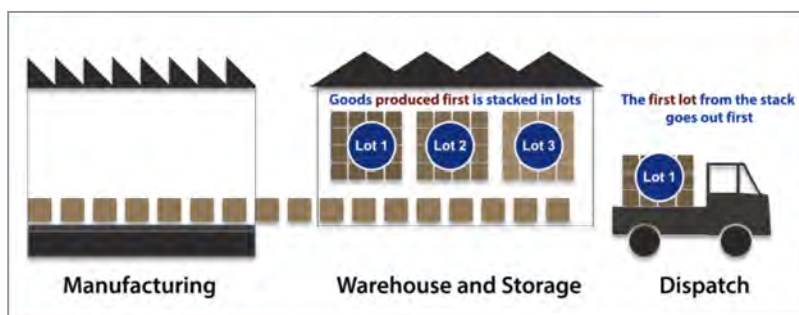 Goods produced first is stacked in lots
Lot 1
Lot 2
Lot 3
The first lot from the stack
goes out first
Lot 1
Manufacturing
Warehouse and Storage
Dispatch